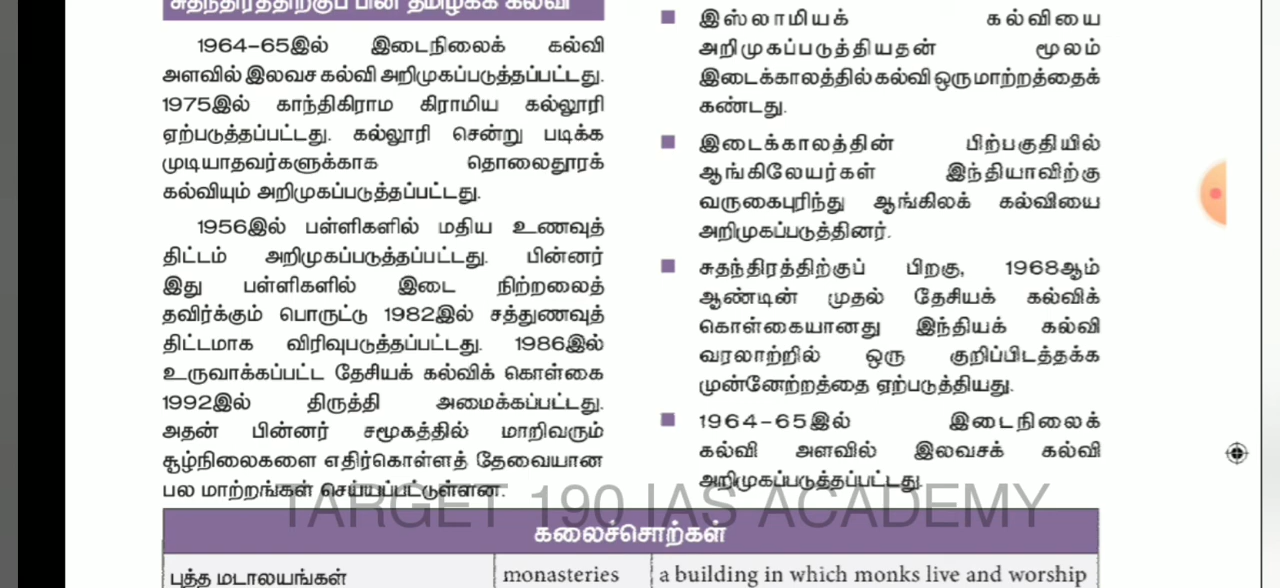 சுதந்திரத்திற்குப் பின் தமிழகக் கல்வி
1964–65இல் இடைநிலைக் கல்வி
அளவில் இலவச கல்வி அறிமுகப்படுத்தப்பட்டது.
1975இல் காந்திகிராம கிராமிய கல்லூரி
ஏற்படுத்தப்பட்டது. கல்லூரி சென்று படிக்க
முடியாதவர்களுக்காக தொலைதூரக்
கல்வியும் அறிமுகப்படுத்தப்பட்டது.
1956இல் பள்ளிகளில் மதிய உணவுத்
திட்டம் அறிமுகப்படுத்தப்பட்டது. பின்னர்
இது பள்ளிகளில் இடை நிற்றலைத்
தவிர்க்கும் பொருட்டு 1982இல் சத்துணவுத்
திட்டமாக விரிவுபடுத்தப்பட்டது. 1986இல்
உருவாக்கப்பட்ட தேசியக் கல்விக் கொள்கை
1992இல் திருத்தி அமைக்கப்பட்டது.
அதன் பின்னர் சமூகத்தில் மாறிவரும்
சூழ்நிலைகளை எதிர்கொள்ளத் தேவையான
பல மாற்றங்கள் செய்யப்பட்டுள்ளன.
இஸ்லாமியக் கல்வியை
அறிமுகப்படுத்தியதன் மூலம்
இடைக்காலத்தில் கல்வி ஒரு மாற்றத்தைக்
கண்டது.
இடைக்காலத்தின் பிற்பகுதியில்
ஆங்கிலேயர்கள் இந்தியாவிற்கு
வருகைபுரிந்து ஆங்கிலக் கல்வியை
அறிமுகப்படுத்தினர்.
சுதந்திரத்திற்குப் பிறகு, 1968ஆம்
ஆண்டின் முதல் தேசியக் கல்விக்
கொள்கையானது இந்தியக் கல்வி
வரலாற்றில் ஒரு குறிப்பிடத்தக்க
முன்னேற்றத்தை ஏற்படுத்தியது.
1964–65இல் இடைநிலைக்
கல்வி அளவில் இலவசக் கல்வி
அறிமுகப்படுத்தப்பட்டது.
TARGET 190 IAS ACADEMY
கலைச்சொற்கள்
புத்த மடாலயங்கள் monasteries a building in which monks live and worship